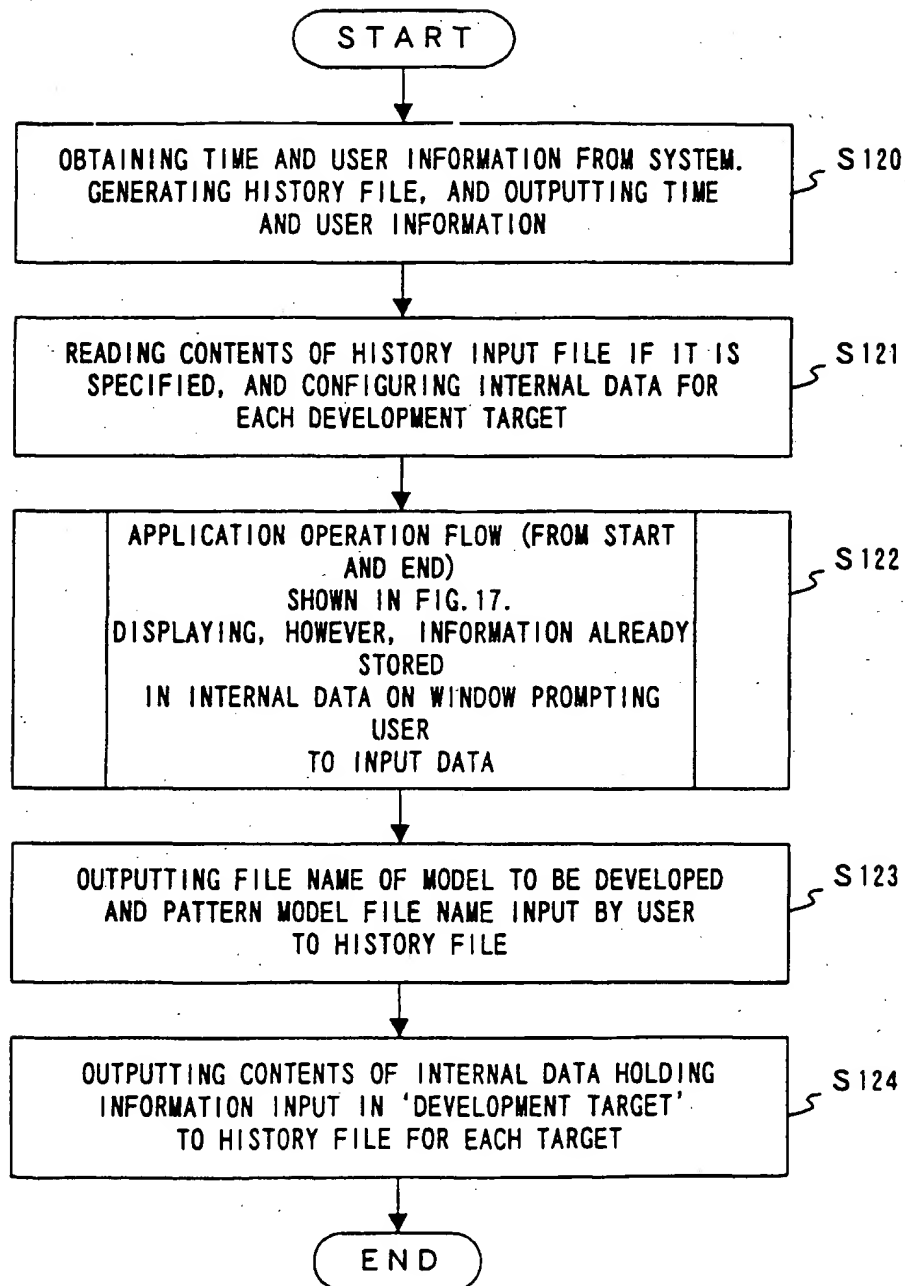 START
OBTAINING TIME AND USER INFORMATION FROM SYSTEM.
GENERATING HISTORY FILE, AND OUTPUTTING TIME
AND USER INFORMATION
S120
READING CONTENTS OF HISTORY INPUT FILE IF IT IS
SPECIFIED, AND CONFIGURING INTERNAL DATA FOR
EACH DEVELOPMENT TARGET
S121
APPLICATION OPERATION FLOW (FROM START
AND END)
SHOWN IN FIG. 17.
DISPLAYING, HOWEVER, INFORMATION ALREADY
STORED
IN INTERNAL DATA ON WINDOW PROMPTING
USER
TO INPUT DATA
S122
OUTPUTTING FILE NAME OF MODEL TO BE DEVELOPED
AND PATTERN MODEL FILE NAME INPUT BY USER
TO HISTORY FILE
S123
OUTPUTTING CONTENTS OF INTERNAL DATA HOLDING
INFORMATION INPUT IN 'DEVELOPMENT TARGET'
TO HISTORY FILE FOR EACH TARGET
S124
END